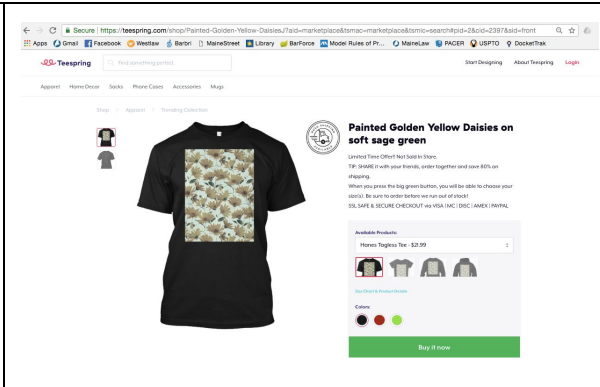 Secure | https://teespring.com/shop/Painted-Golden-Yellow-DaisiesJ?aid=marketplace&tsmac=marketplace&tsmic=search#pid=2&cid=2397&sid=front
Apps Gmail Facebook Westlaw Barbri MaineStreet Library BarForce Model Rules of Pr... MaineLaw PACER USPTO DocketTrak
Teespring Find something perfect Start Designing About Teespring Login
Apparel Home Decor Socks Phone Cases Accessories Mugs
Shop Apparel Trending Collection
Painted Golden Yellow Daisies on
soft sage green
Limited Time Offer!! Not Sold In Store.
TIP: SHARE it with your friends, order together and save 80% on
shipping.
When you press the big green button, you will be able to choose your
size(s). Be sure to order before we run out of stock!
SSL SAFE & SECURE CHECKOUT via VISA | MC | DISC | AMEX | PAYPAL
Available Products:
Hanes Tagless Tee - $21.99
Size Chart & Product Details
Colors:
Buy it now